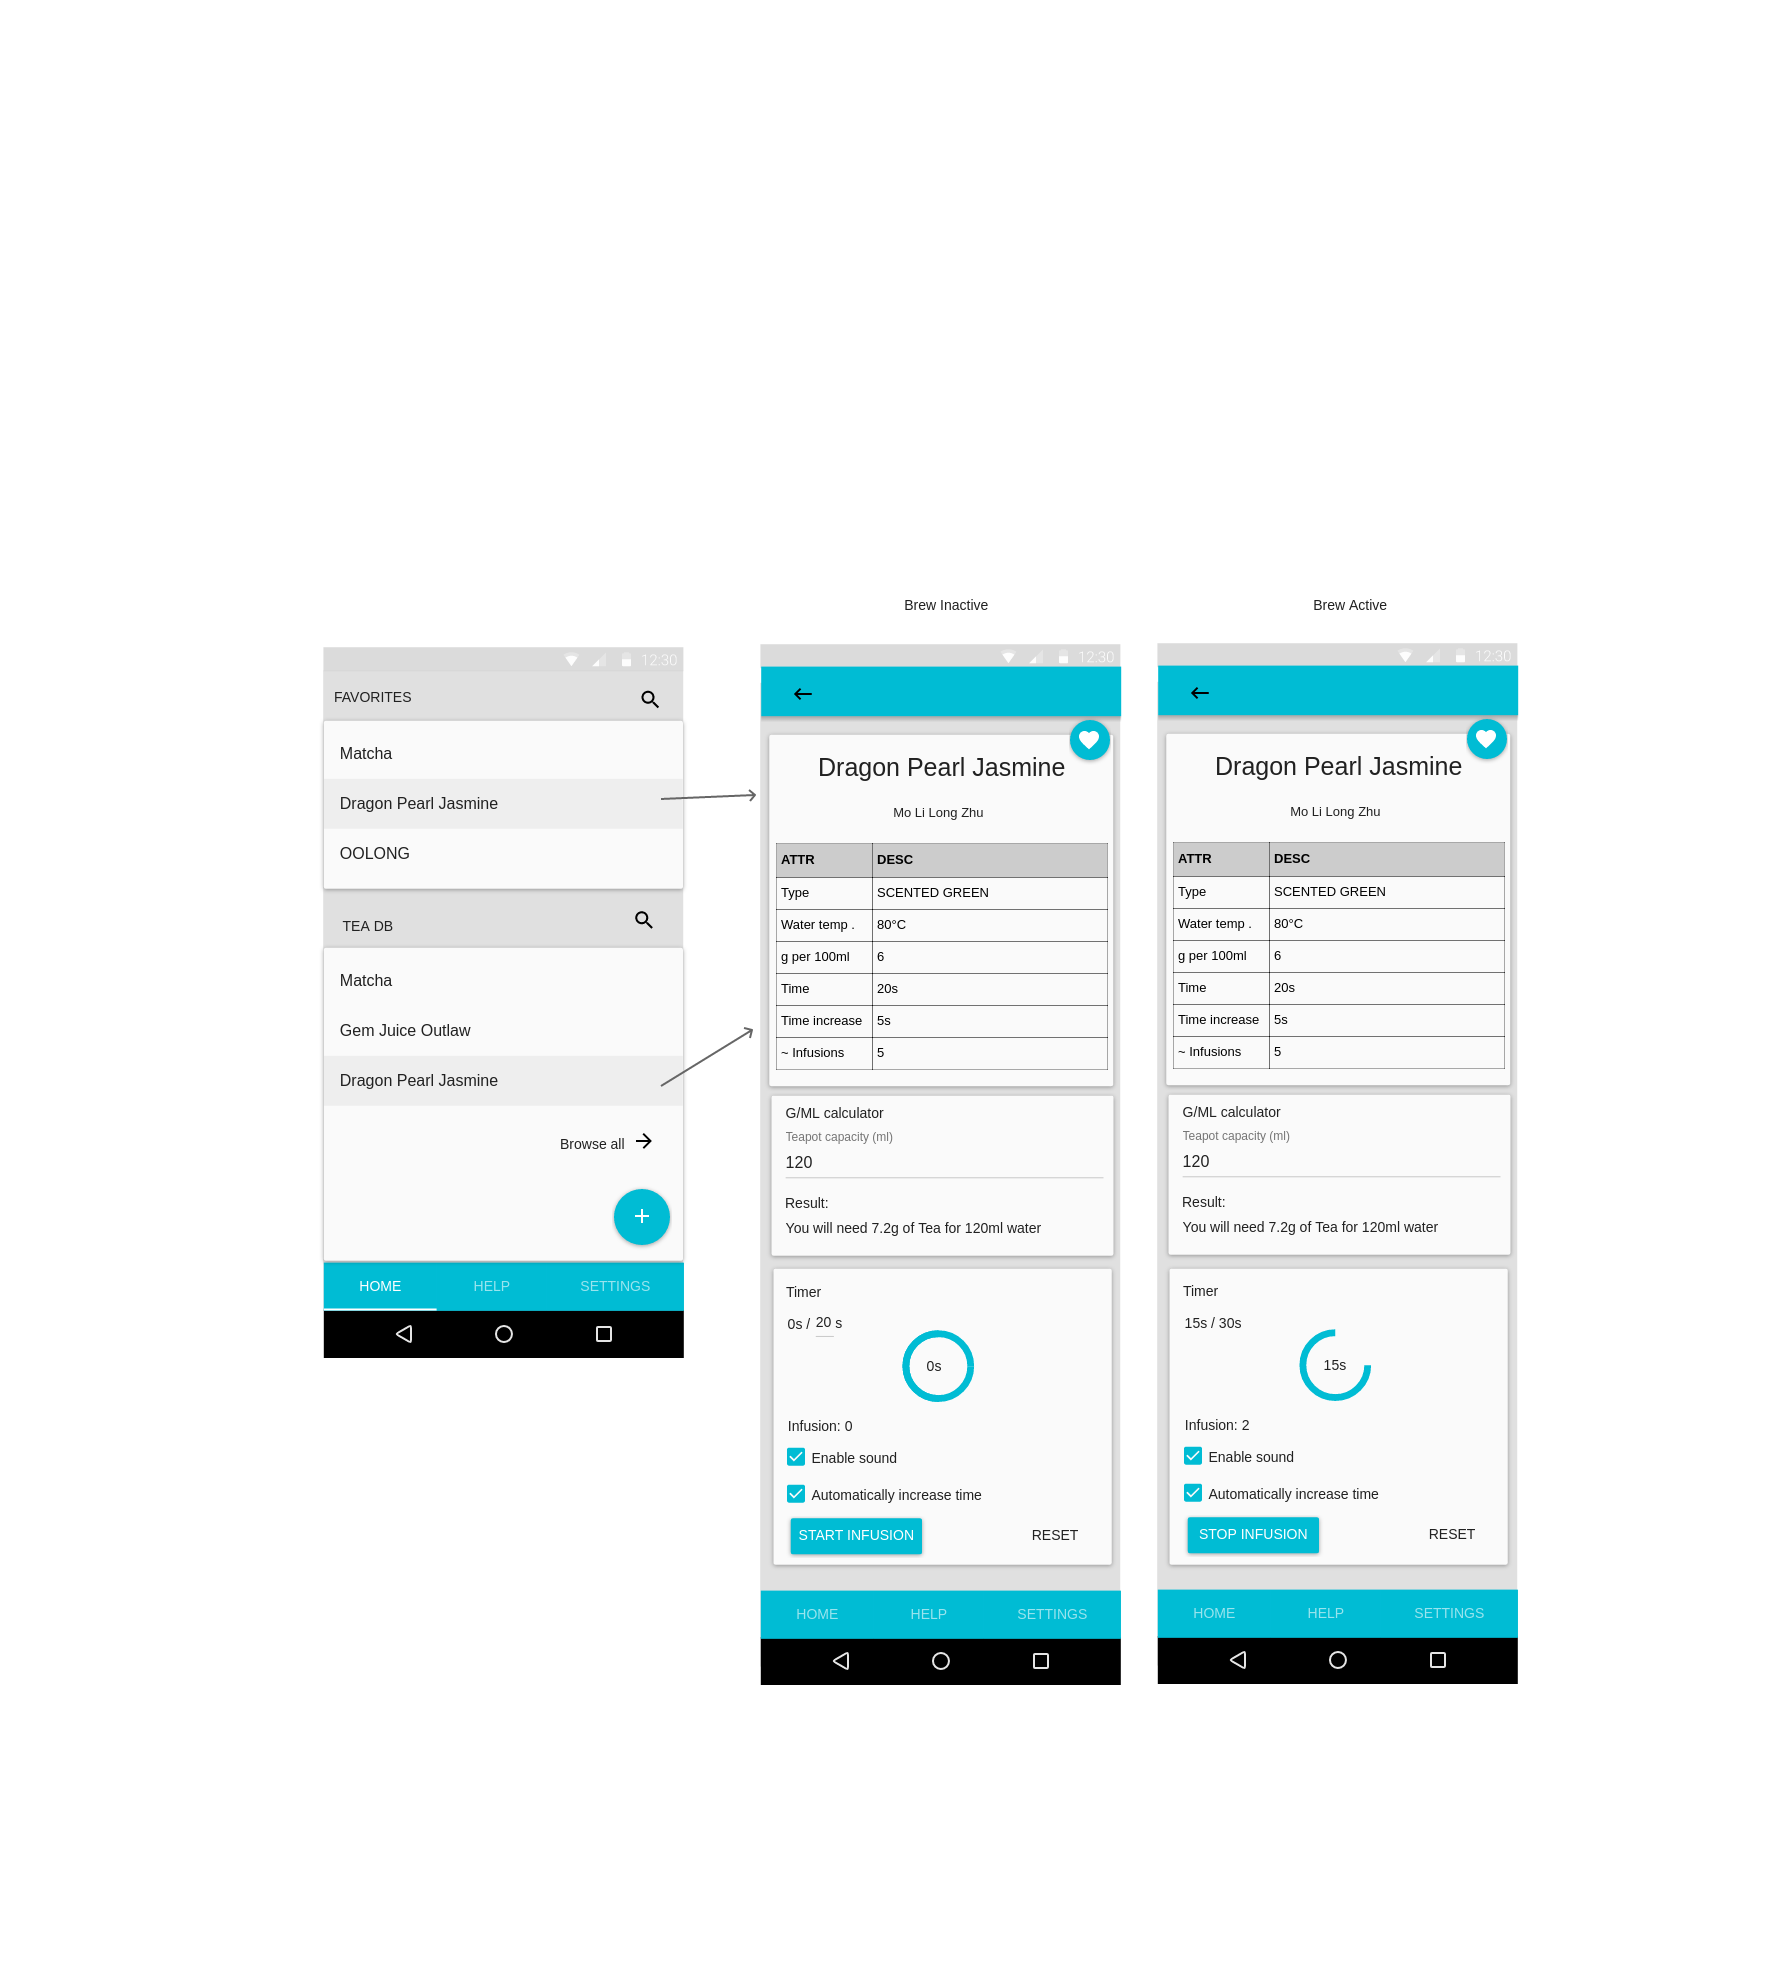 Brew Inactive
Brew Active
12:30
FAVORITES
Matcha
Dragon Pearl Jasmine
OOLONG
TEA DB
Matcha
Gem Juice Outlaw
Dragon Pearl Jasmine
Browse all
HOME HELP SETTINGS
12:30
Dragon Pearl Jasmine
Mo Li Long Zhu
ATTR DESC
Type SCENTED GREEN
Water temp . 80°C
g per 100ml 6
Time 20s
Time increase 5s
~ Infusions 5
G/ML calculator
Teapot capacity (ml)
120
Result:
You will need 7.2g of Tea for 120ml water
Timer
0s / 20 s
0s
Infusion: 0
Enable sound
Automatically increase time
START INFUSION RESET
HOME HELP SETTINGS
12:30
Dragon Pearl Jasmine
Mo Li Long Zhu
ATTR DESC
Type SCENTED GREEN
Water temp . 80°C
g per 100ml 6
Time 20s
Time increase 5s
~ Infusions 5
G/ML calculator
Teapot capacity (ml)
120
Result:
You will need 7.2g of Tea for 120ml water
Timer
15s / 30s
15s
Infusion: 2
Enable sound
Automatically increase time
STOP INFUSION RESET
HOME HELP SETTINGS